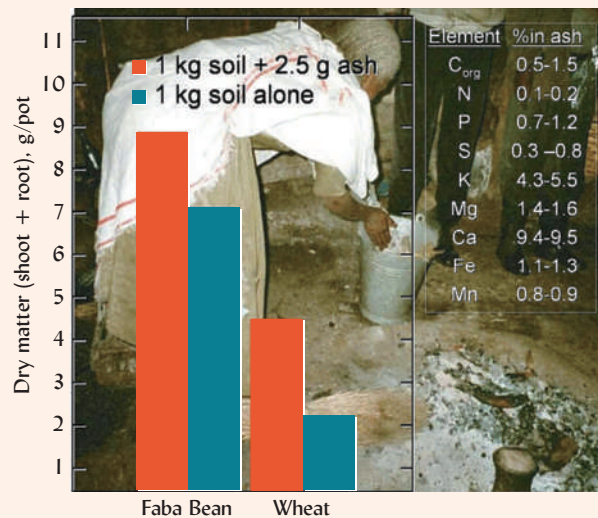 11
10
9
8
7
6
5
4
3
2
1
Dry matter (shoot + root), g/pot
1 kg soil + 2.5 g ash
1 kg soil alone
Faba Bean Wheat
Element %in ash
Corg 0.5-1.5
N 0.1-0.2
P 0.7-1.2
S 0.3–0.8
K 4.3-5.5
Mg 1.4-1.6
Ca 9.4-9.5
Fe 1.1-1.3
Mn 0.8-0.9